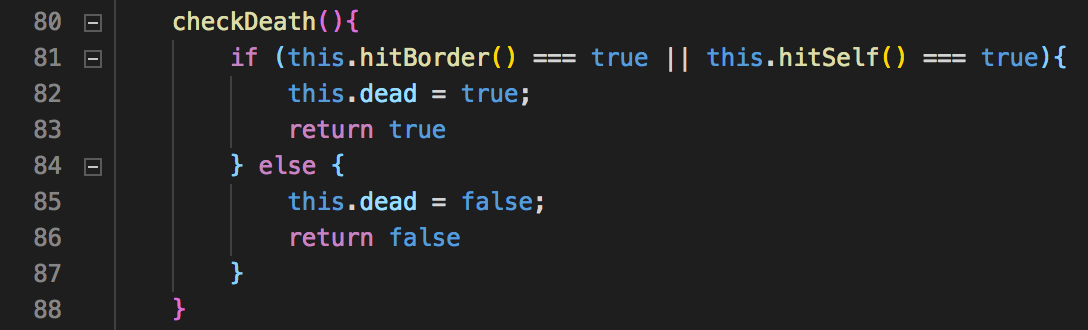 80 checkDeath(){
81 if (this.hitBorder() === true || this.hitSelf() === true){
82 this.dead = true;
83 return true
84 } else {
85 this.dead = false;
86 return false
87 }
88 }